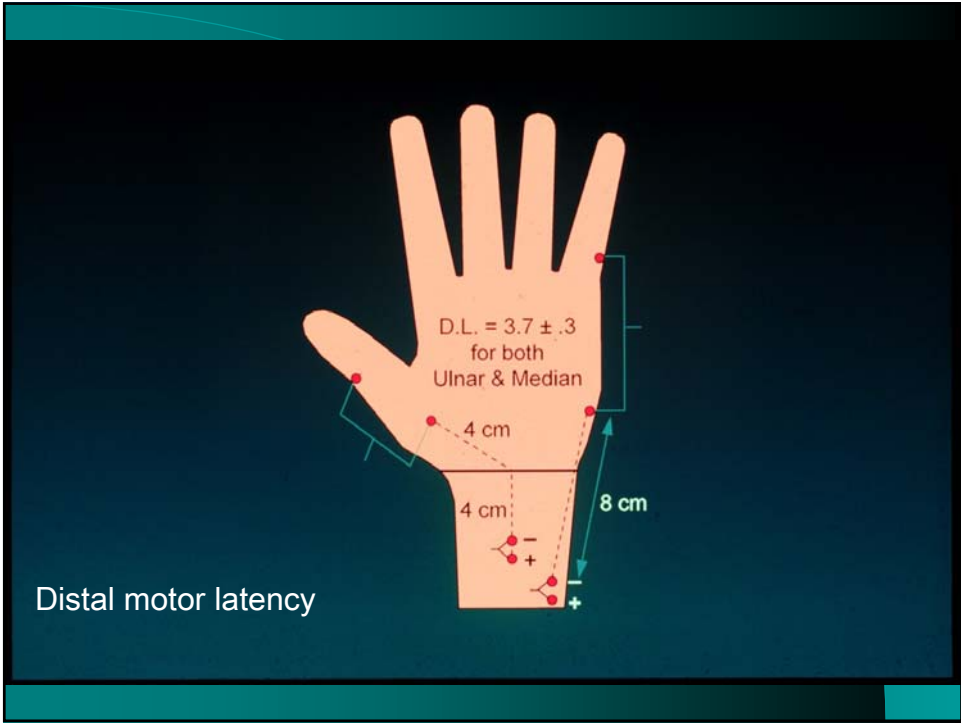 D.L. = 3.7 ± .3
for both
Ulnar & Median
4 cm
4 cm
8 cm
−
+
−
+
Distal motor latency